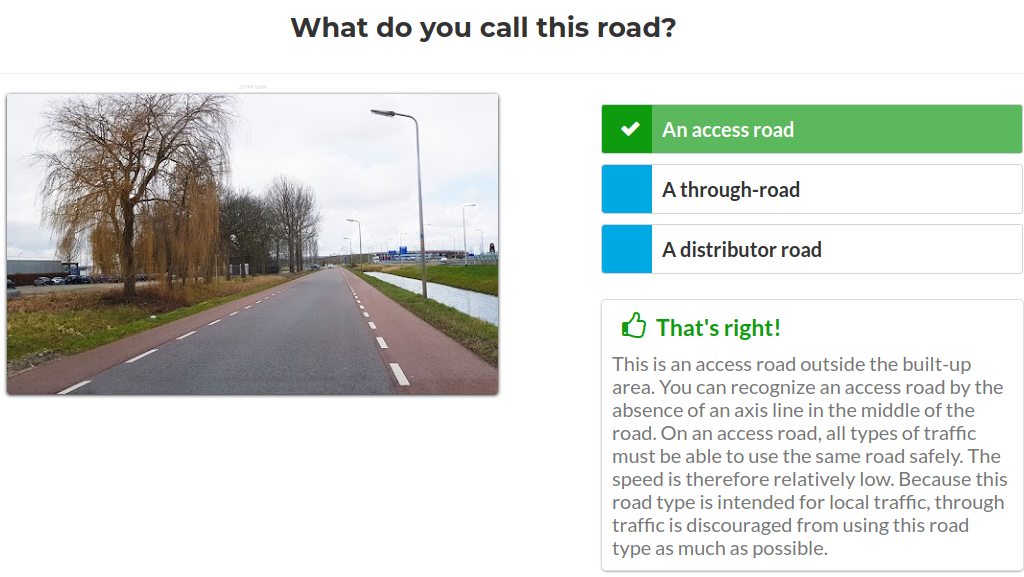 What do you call this road?
An access road
A through-road
A distributor road
That's right!
This is an access road outside the built-up
area. You can recognize an access road by the
absence of an axis line in the middle of the
road. On an access road, all types of traffic
must be able to use the same road safely. The
speed is therefore relatively low. Because this
road type is intended for local traffic, through
traffic is discouraged from using this road
type as much as possible.